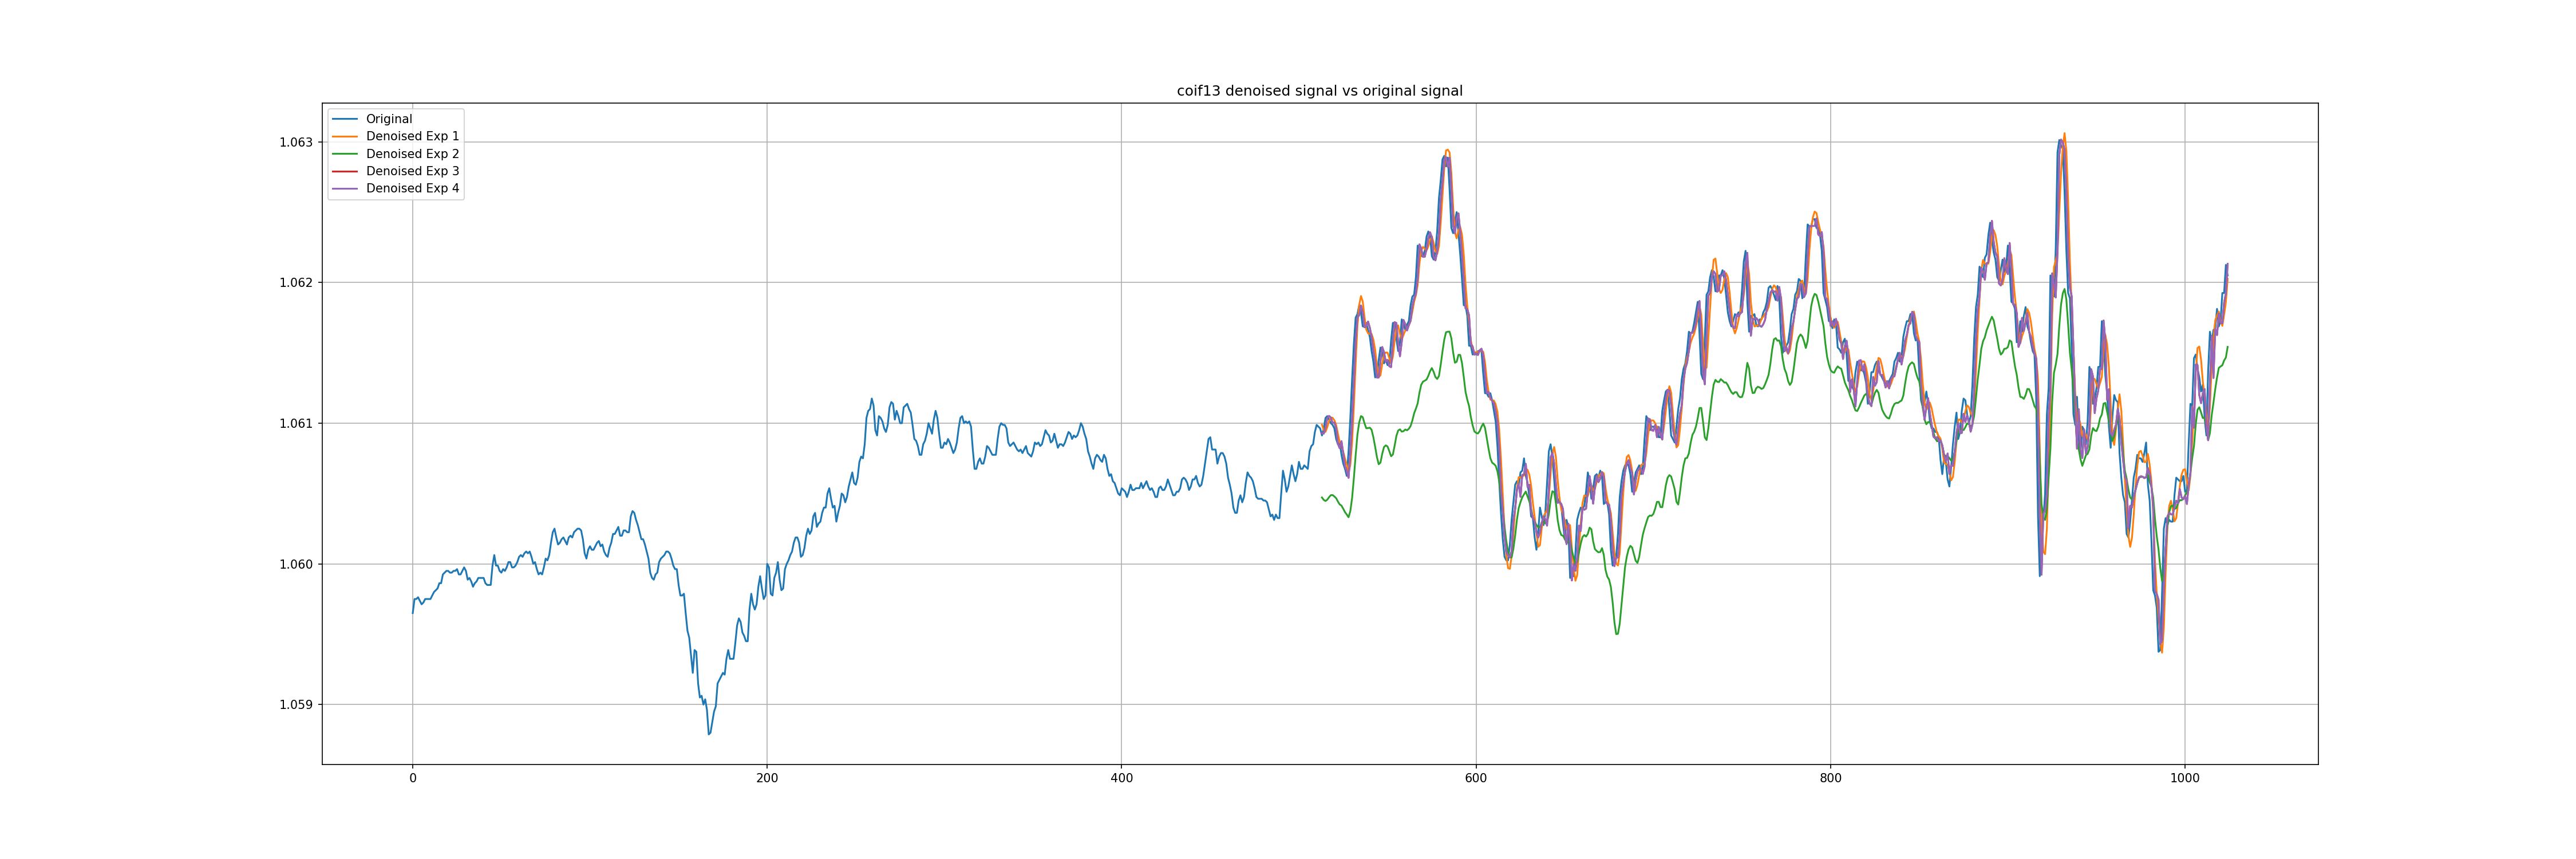 coif13 denoised signal vs original signal
Original
Denoised Exp 1
Denoised Exp 2
Denoised Exp 3
Denoised Exp 4
1.063
1.062
1.061
1.060
1.059
0 200 400 600 800 1000